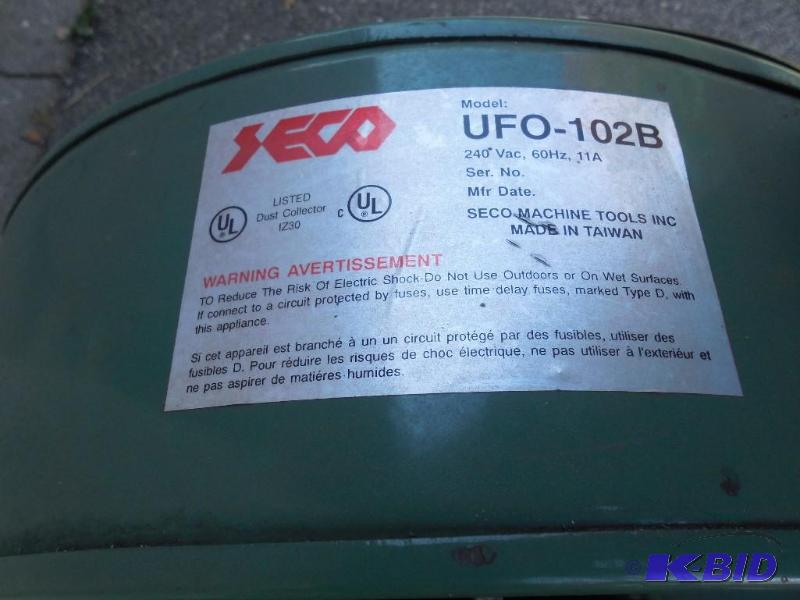 SECO
Model:
UFO-102B
240 Vac, 60Hz, 11A
Ser. No.
Mfr Date.
SECO MACHINE TOOLS INC
MADE IN TAIWAN
UL
LISTED
Dust Collector
IZ30
C UL
WARNING AVERTISSEMENT
TO Reduce The Risk Of Electric Shock-Do Not Use Outdoors or On Wet Surfaces.
If connect to a circuit protected by fuses, use time delay fuses, marked Type D, with
this appliance.
Si cet appareil est branché à un un circuit protégé par des fusibles, utiliser des
fusibles D. Pour réduire les risques de choc électrique, ne pas utiliser à l'exteriéur et
ne pas aspirer de matiéres humides.
© K-BID